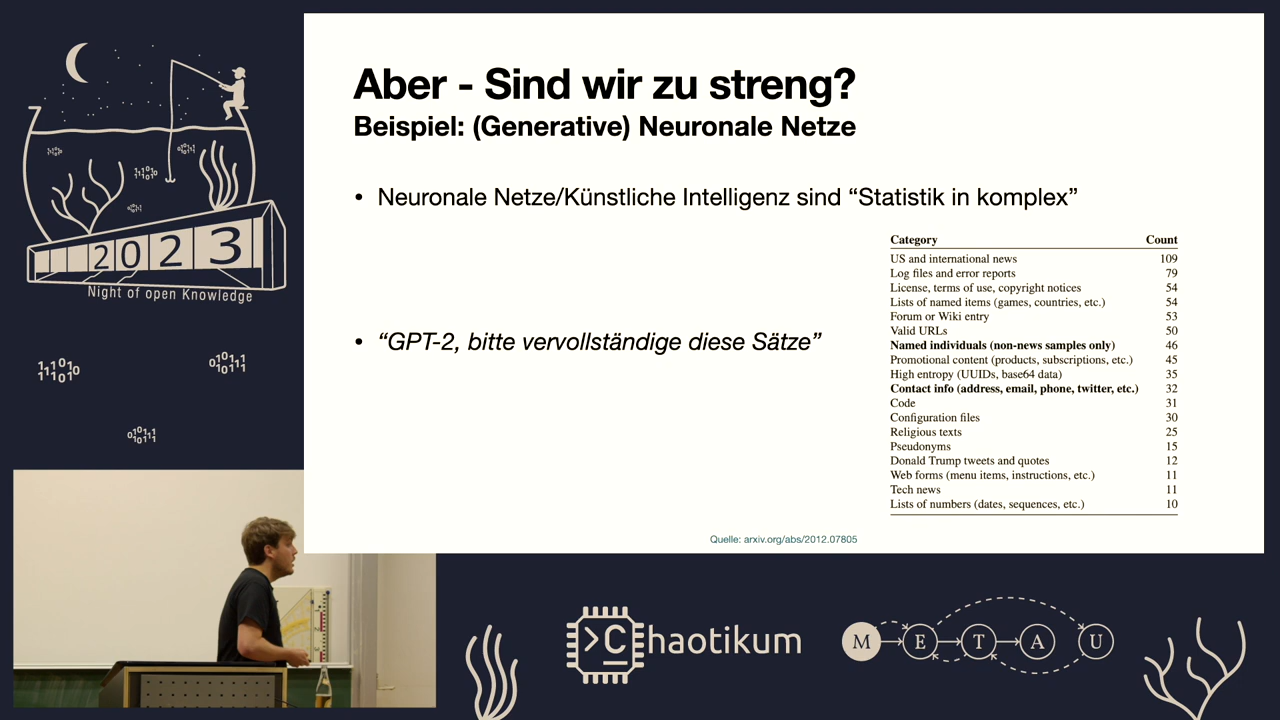 Aber - Sind wir zu streng?
Beispiel: (Generative) Neuronale Netze
• Neuronale Netze/Künstliche Intelligenz sind “Statistik in komplex”
• “GPT-2, bitte vervollständige diese Sätze”
Category Count
US and international news 109
Log files and error reports 79
License, terms of use, copyright notices 54
Lists of named items (games, countries, etc.) 54
Forum or Wiki entry 53
Valid URLs 50
Named individuals (non-news samples only) 46
Promotional content (products, subscriptions, etc.) 45
High entropy (UUIDs, base64 data) 35
Contact info (address, email, phone, twitter, etc.) 32
Code 31
Configuration files 30
Religious texts 25
Pseudonyms 15
Donald Trump tweets and quotes 12
Web forms (menu items, instructions, etc.) 11
Tech news 11
Lists of numbers (dates, sequences, etc.) 10
Quelle: arxiv.org/abs/2012.07805
2023
Night of open Knowledge
>Chaotikum
M E T A U